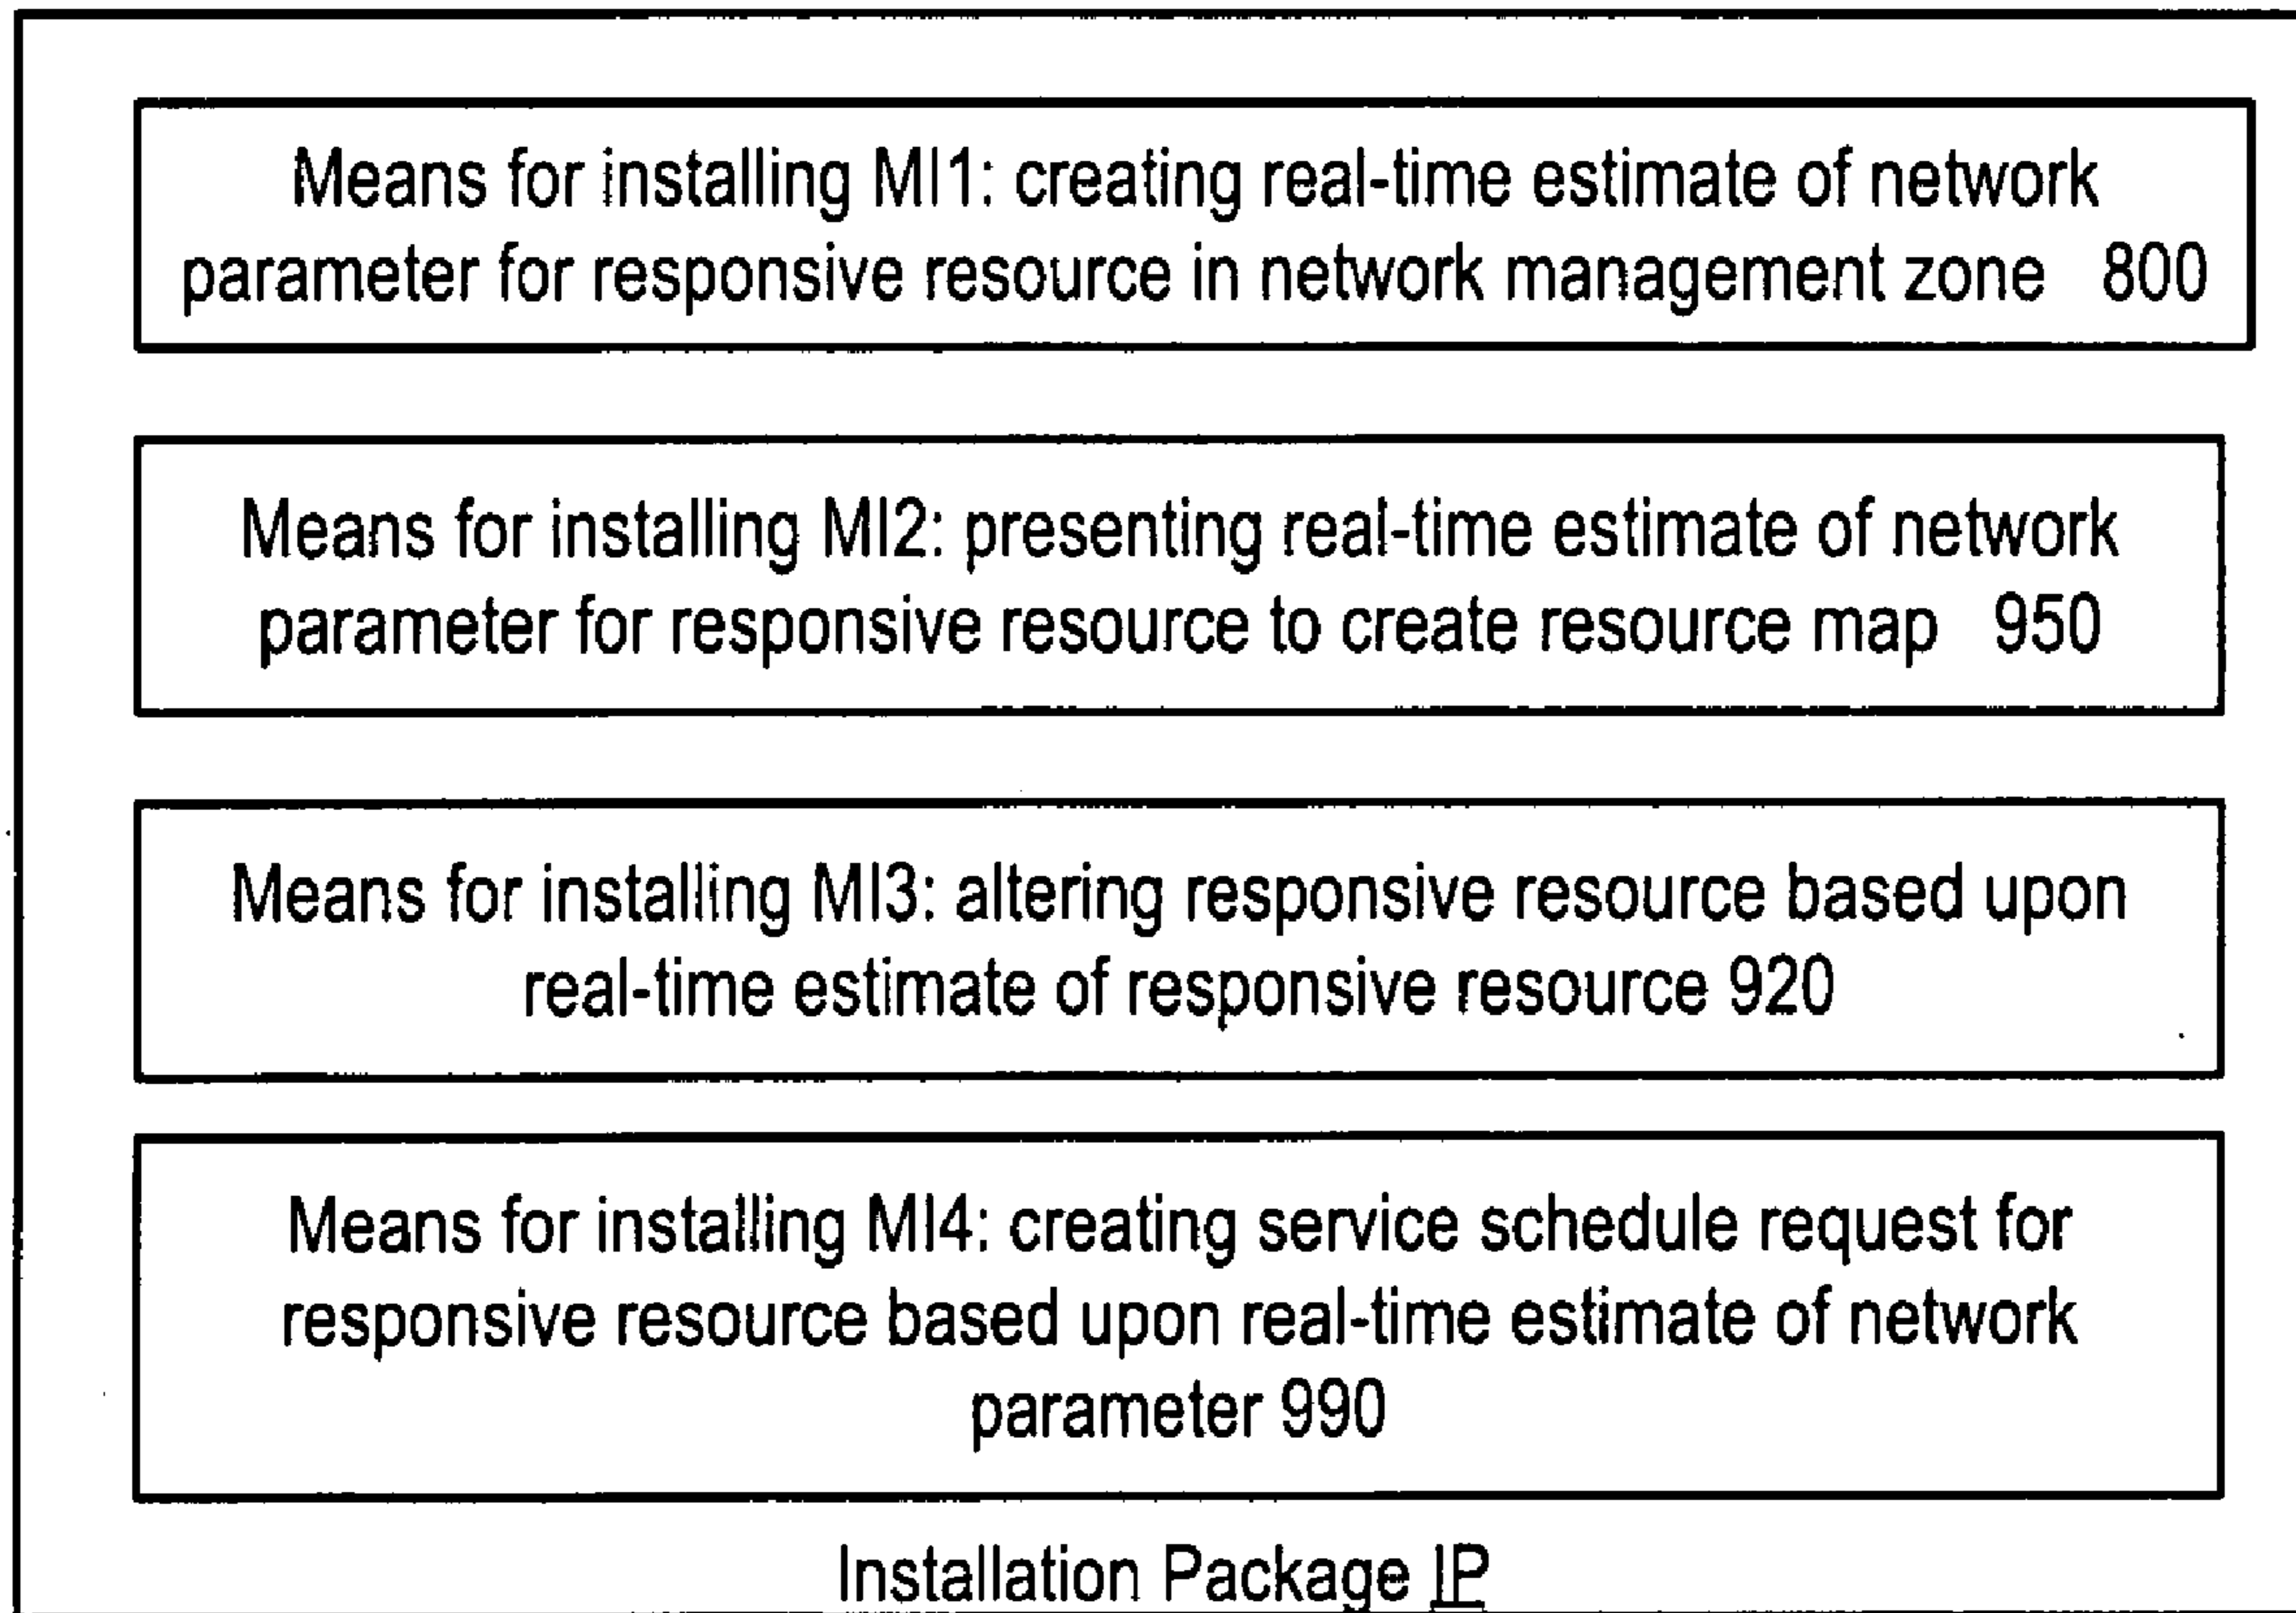 Means for installing MI1: creating real-time estimate of network
parameter for responsive resource in network management zone 800
Means for installing MI2: presenting real-time estimate of network
parameter for responsive resource to create resource map 950
Means for installing MI3: altering responsive resource based upon
real-time estimate of responsive resource 920
Means for installing MI4: creating service schedule request for
responsive resource based upon real-time estimate of network
parameter 990
Installation Package IP